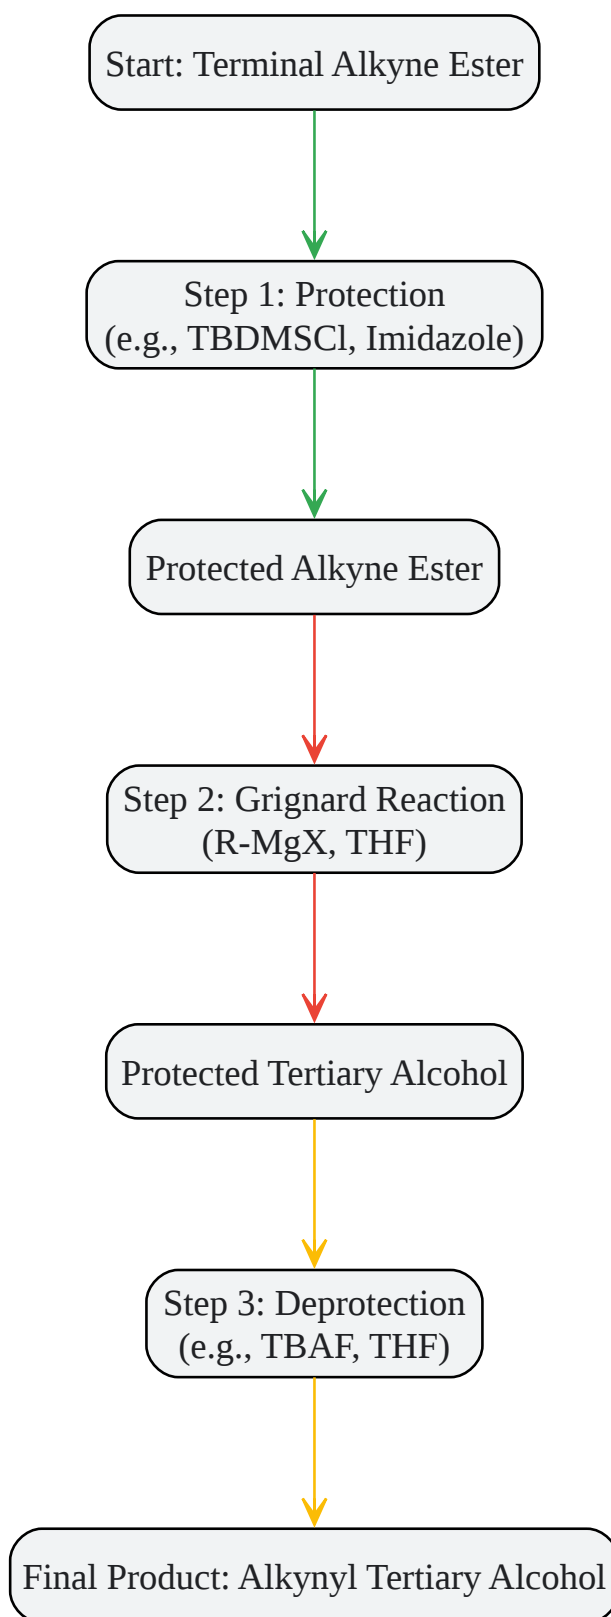 Start: Terminal Alkyne Ester
Step 1: Protection
(e.g., TBDMSCl, Imidazole)
Protected Alkyne Ester
Step 2: Grignard Reaction
(R-MgX, THF)
Protected Tertiary Alcohol
Step 3: Deprotection
(e.g., TBAF, THF)
Final Product: Alkynyl Tertiary Alcohol